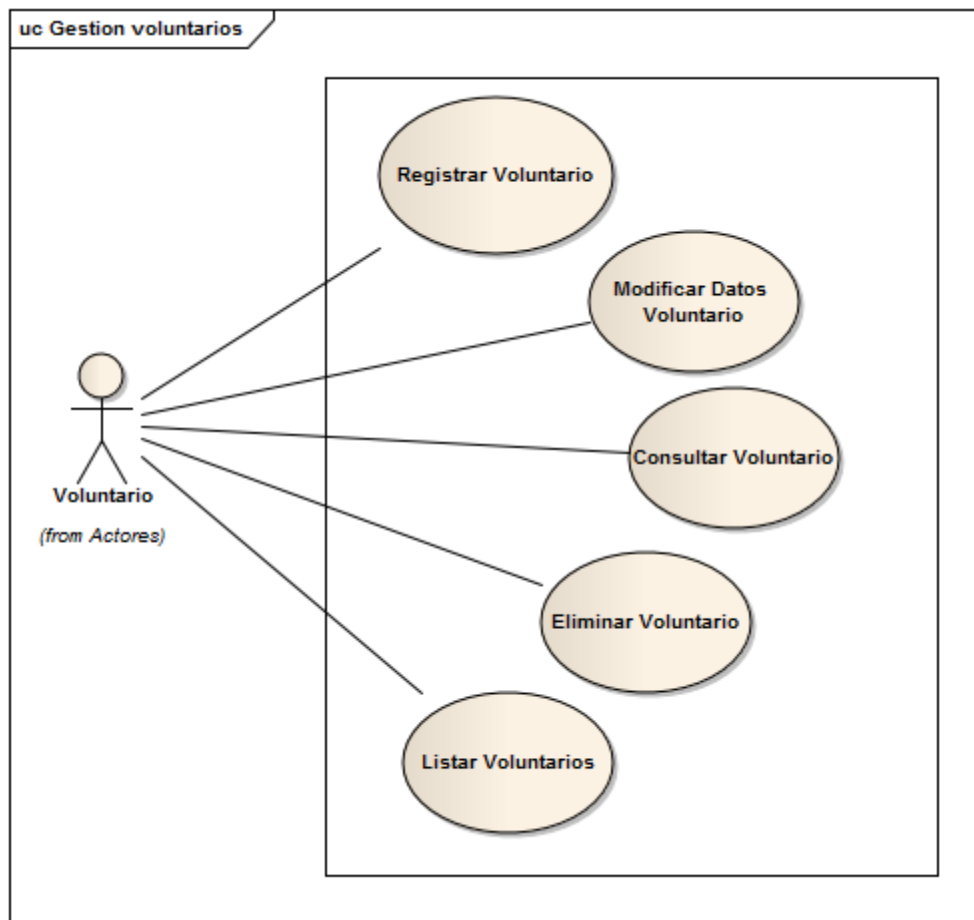 uc Gestion voluntarios
Registrar Voluntario
Modificar Datos
Voluntario
Consultar Voluntario
Voluntario
(from Actores)
Eliminar Voluntario
Listar Voluntarios